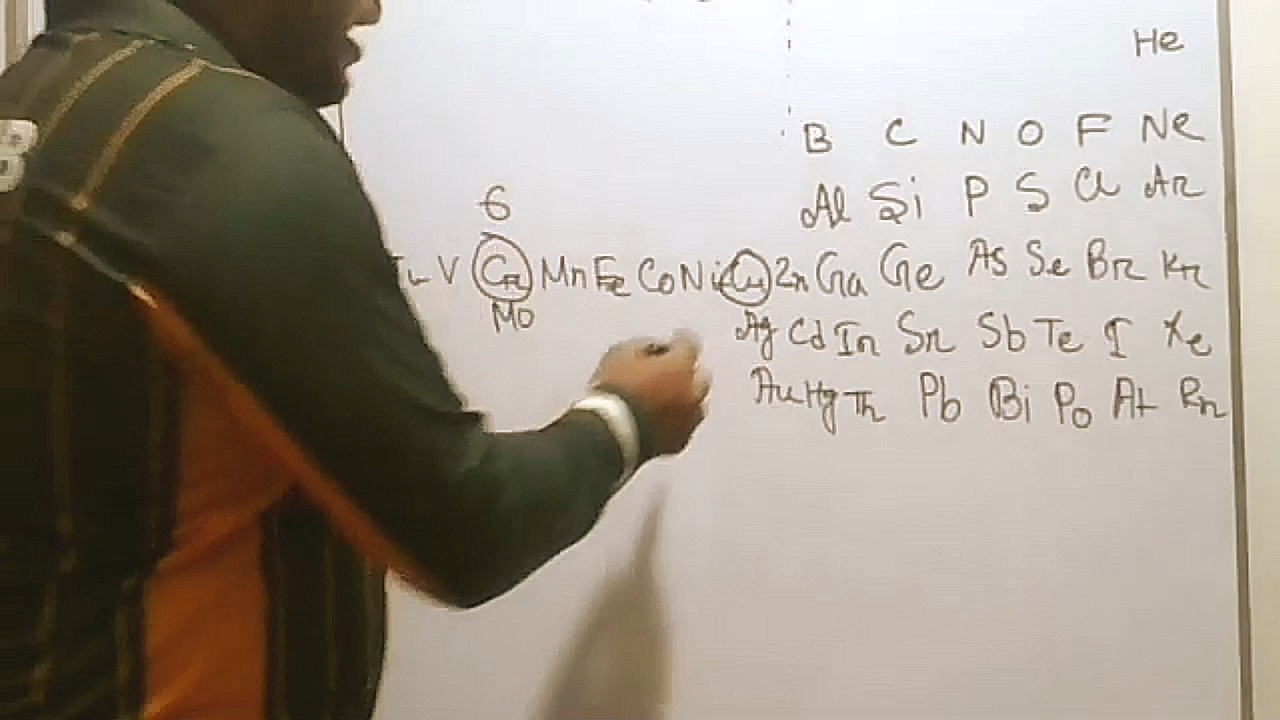 He
B C N O F Ne
6 Al Si P S Cl Ar
V Cr Mn Fe Co Ni Cu Zn Ga Ge As Se Br Kr
Mo Ag Cd In Sn Sb Te I Xe
Au Hg Th Pb Bi Po At Rn